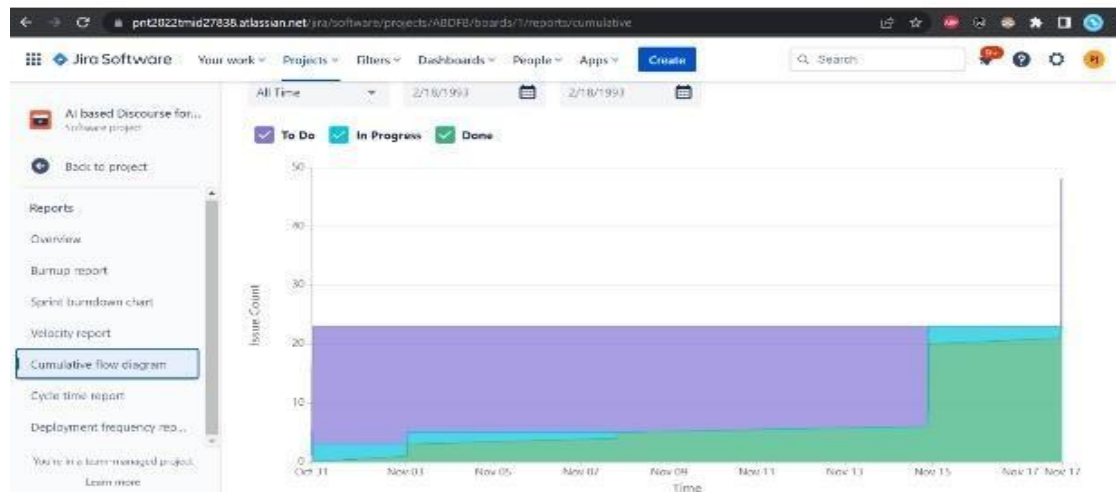 pnt2022tmid27838.atlassian.net/jira/software/projects/ABDFB/boards/1/reports/cumulative
Jira Software Your work Projects Filters Dashboards People Apps Create Search 9+ PJ
All Time 2/18/1993 2/18/1993
AI based Discourse for...
Software project
To Do In Progress Done
Back to project
Reports
Overview
Burnup report
Sprint burndown chart
Velocity report
Cumulative flow diagram
Cycle time report
Deployment frequency rep...
You're in a team-managed project
Learn more
50
40
30
20
10
0
Issue Count
Oct 31 Nov 03 Nov 05 Nov 07 Nov 09 Nov 11 Nov 13 Nov 15 Nov 17 Nov 17
Time